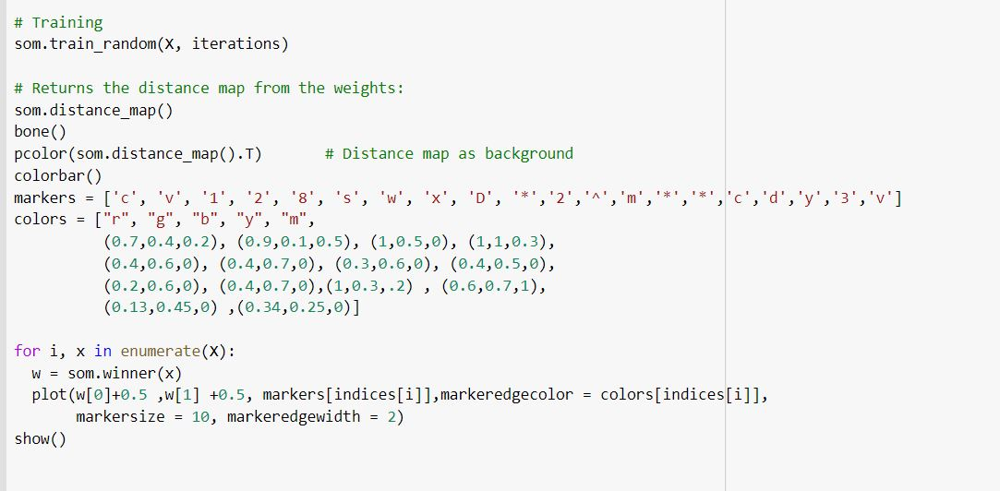 # Training
som.train_random(X, iterations)
# Returns the distance map from the weights:
som.distance_map()
bone()
pcolor(som.distance_map().T)       # Distance map as background
colorbar()
markers = ['c', 'v', '1', '2', '8', 's', 'w', 'x', 'D', '*','2','^','m','*','*','c','d','y','3','v']
colors = ["r", "g", "b", "y", "m",
          (0.7,0.4,0.2), (0.9,0.1,0.5), (1,0.5,0), (1,1,0.3),
          (0.4,0.6,0), (0.4,0.7,0), (0.3,0.6,0), (0.4,0.5,0),
          (0.2,0.6,0), (0.4,0.7,0),(1,0.3,.2) , (0.6,0.7,1),
          (0.13,0.45,0) ,(0.34,0.25,0)]
for i, x in enumerate(X):
  w = som.winner(x)
  plot(w[0]+0.5 ,w[1] +0.5, markers[indices[i]],markeredgecolor = colors[indices[i]],
       markersize = 10, markeredgewidth = 2)
show()